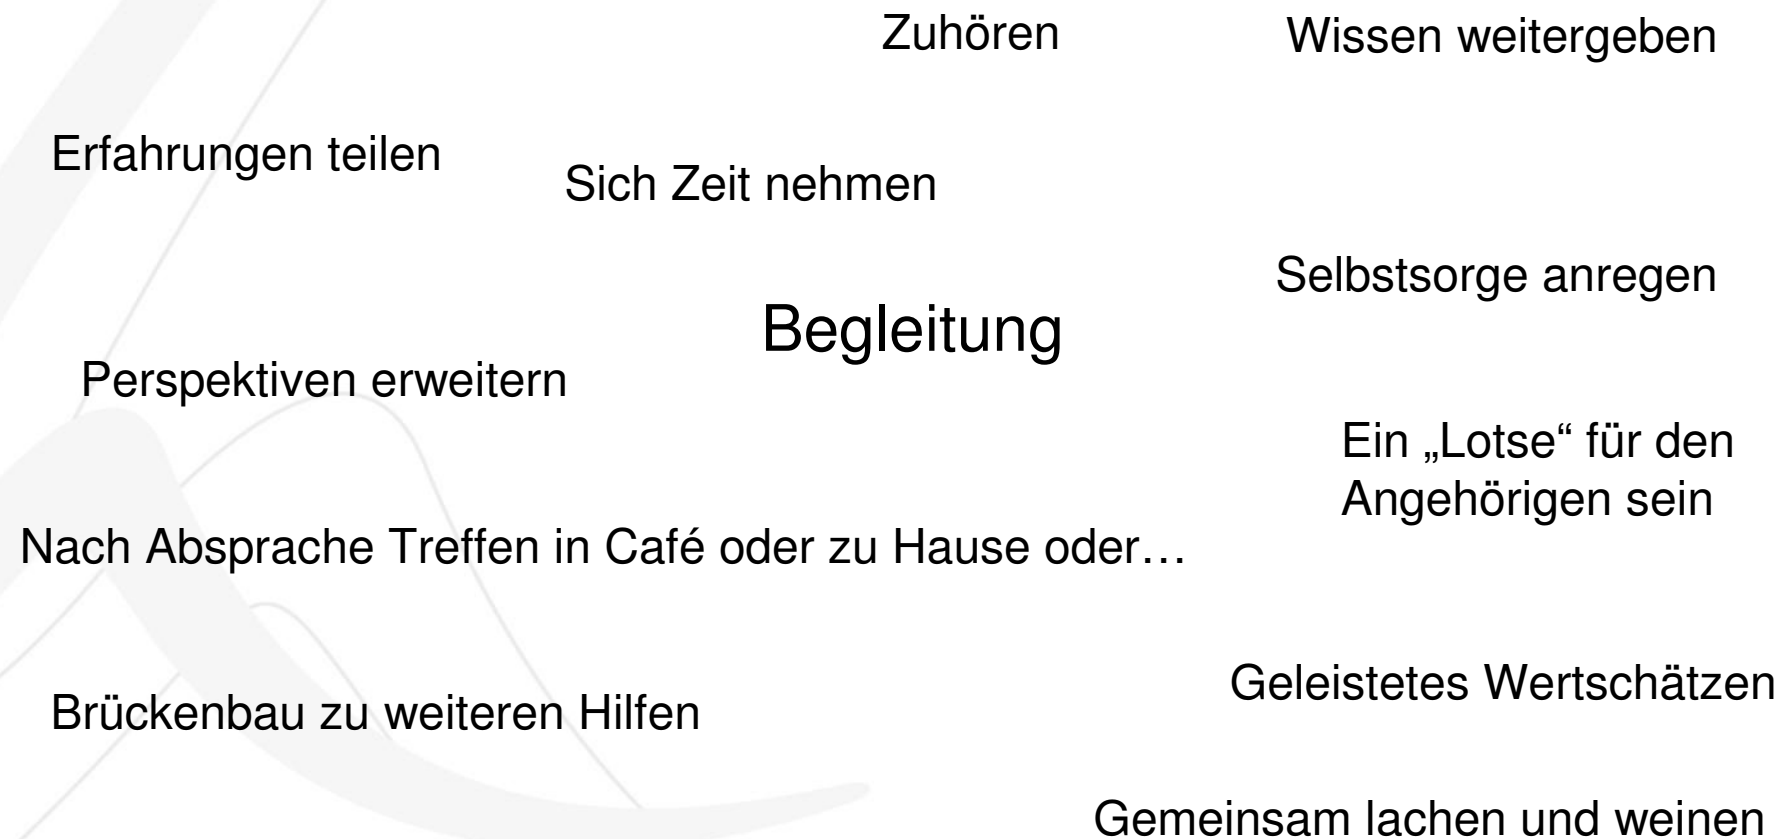 Zuhören
Wissen weitergeben
Erfahrungen teilen
Sich Zeit nehmen
Selbstsorge anregen
Begleitung
Perspektiven erweitern
Ein „Lotse“ für den
Angehörigen sein
Nach Absprache Treffen in Café oder zu Hause oder…
Geleistetes Wertschätzen
Brückenbau zu weiteren Hilfen
Gemeinsam lachen und weinen